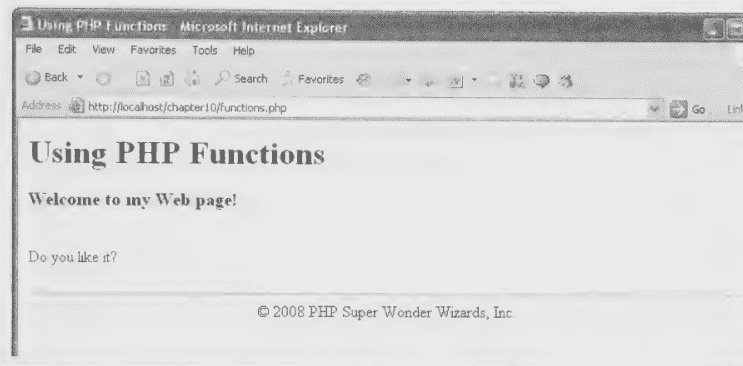 Using PHP Functions - Microsoft Internet Explorer
File Edit View Favorites Tools Help
Back Search Favorites
Address http://localhost/chapter10/functions.php Go Link
Using PHP Functions
Welcome to my Web page!
Do you like it?
© 2008 PHP Super Wonder Wizards, Inc.